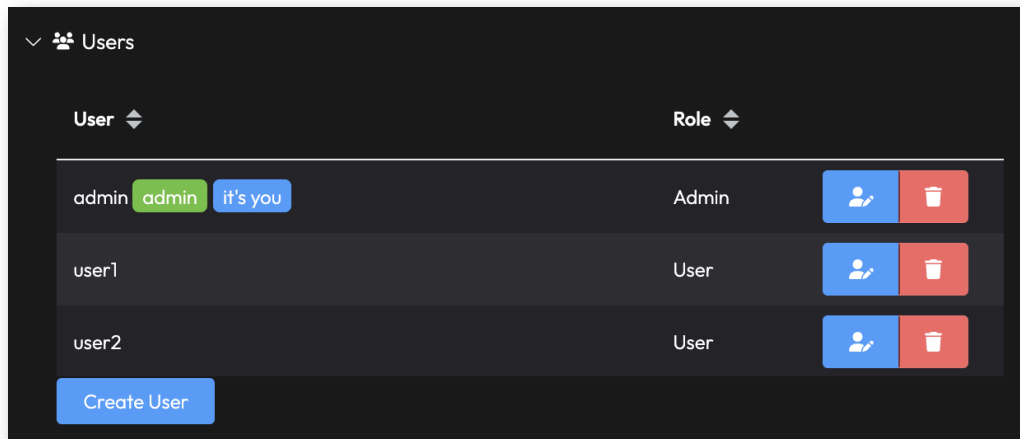 Users
User Role
admin admin it's you Admin
user1 User
user2 User
Create User